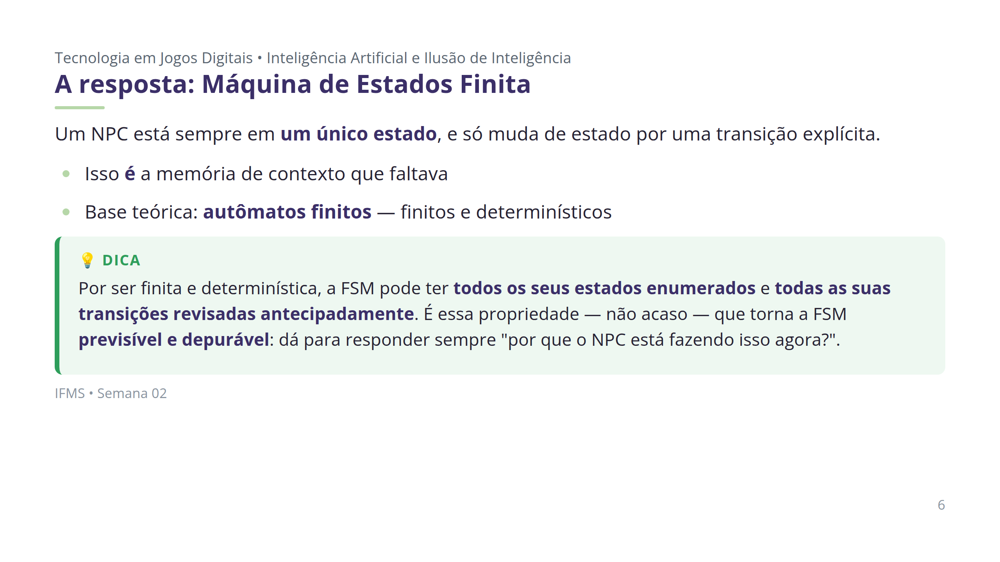 Tecnologia em Jogos Digitais • Inteligência Artificial e Ilusão de Inteligência
A resposta: Máquina de Estados Finita
Um NPC está sempre em um único estado, e só muda de estado por uma transição explícita.
Isso é a memória de contexto que faltava
Base teórica: autômatos finitos — finitos e determinísticos
💡 DICA
Por ser finita e determinística, a FSM pode ter todos os seus estados enumerados e todas as suas
transições revisadas antecipadamente. É essa propriedade — não acaso — que torna a FSM
previsível e depurável: dá para responder sempre "por que o NPC está fazendo isso agora?".
IFMS • Semana 02
6